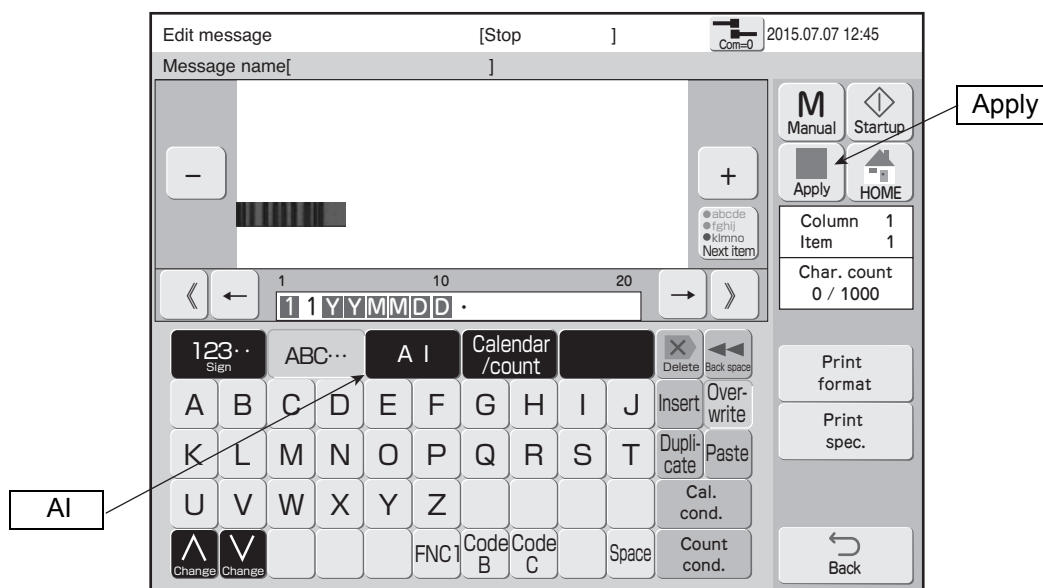 Edit message [Stop ] Com=0 2015.07.07 12:45
Message name[ ]
M
Manual
Startup
Apply
−
+
Apply
HOME
abcde
fghij
klmno
Next item
Column 1
Item 1
Char. count
0 / 1000
《 ← 1 10 20 → 》
1 1 Y Y M M D D ·
123··
Sign
ABC···
A I
Calendar
/count
Delete
Back space
Print
format
A B C D E F G H I J Insert Over-
write
Print
spec.
K L M N O P Q R S T Dupli-
cate
Paste
AI
U V W X Y Z Cal.
cond.
Change Change FNC1 Code
B
Code
C
Space Count
cond.
Back